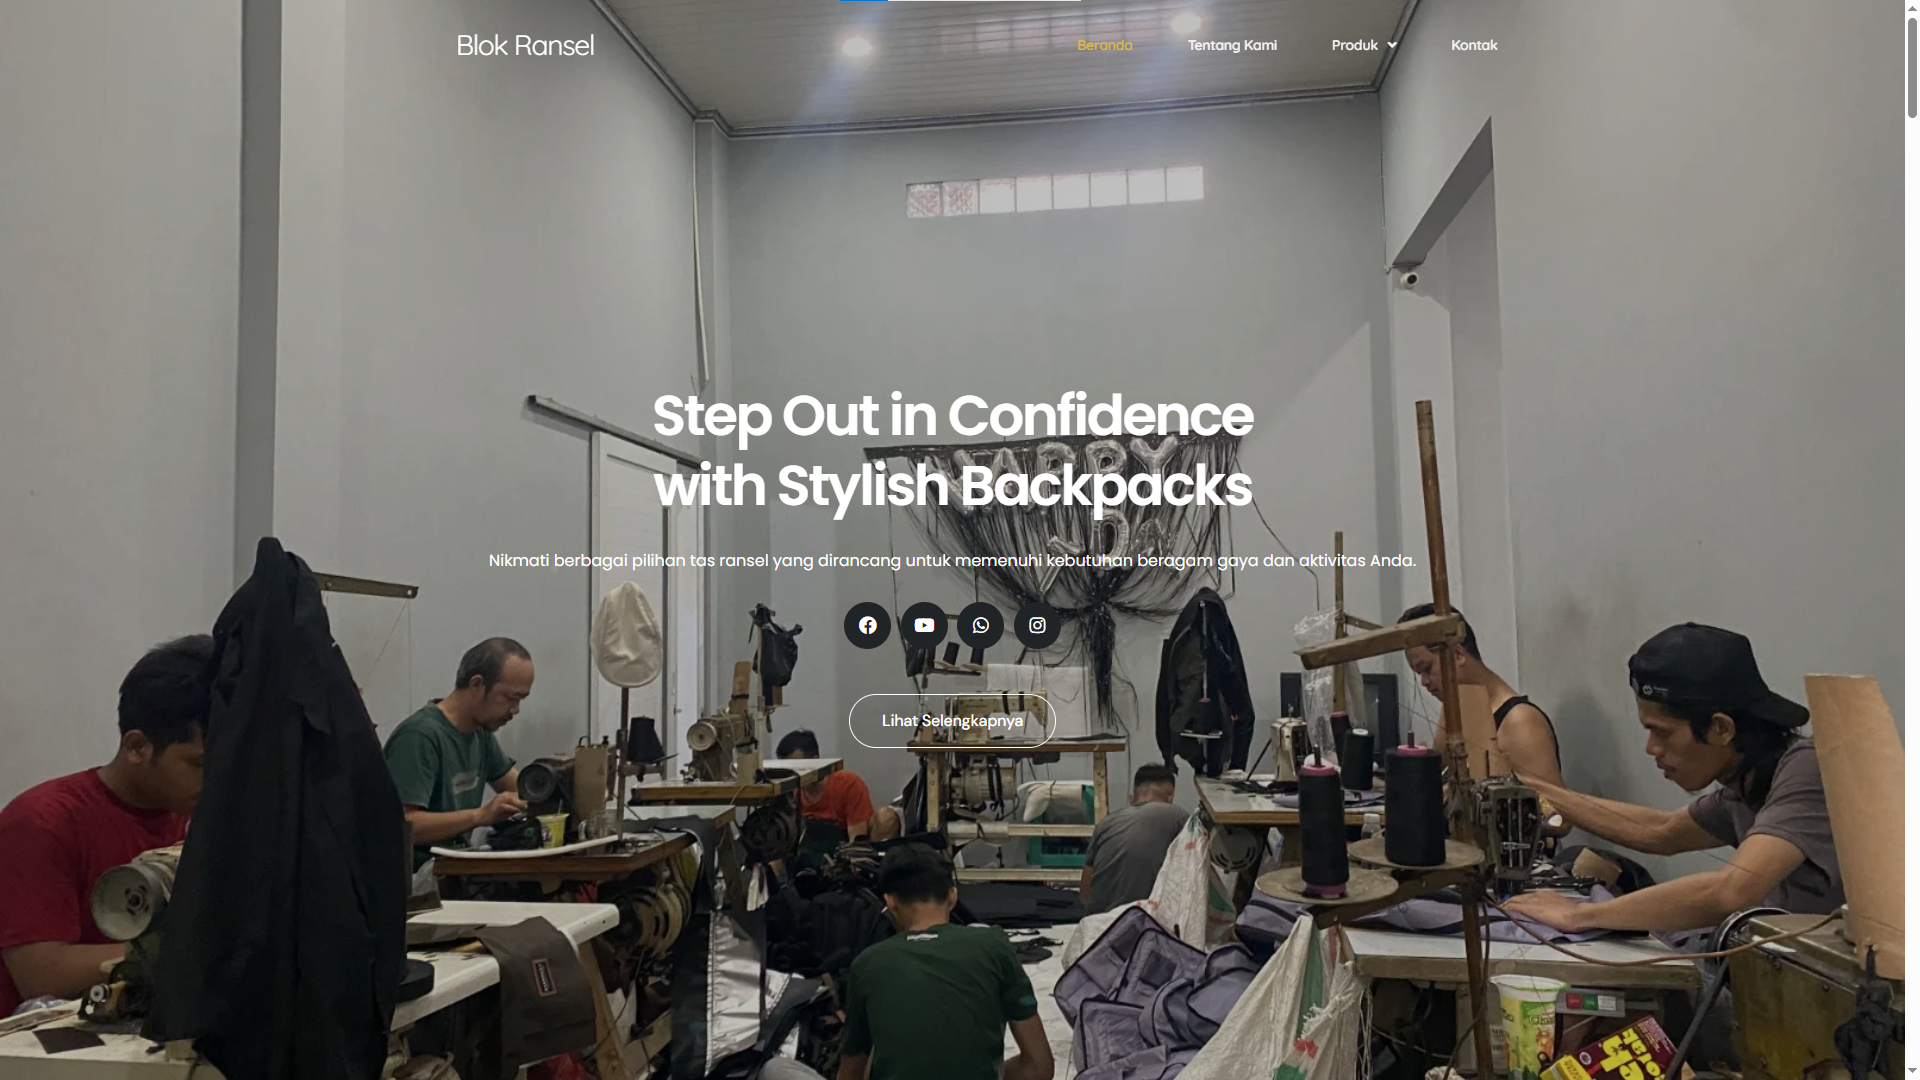 Blok Ransel
Beranda
Tentang Kami
Produk
Kontak
Step Out in Confidence
with Stylish Backpacks
Nikmati berbagai pilihan tas ransel yang dirancang untuk memenuhi kebutuhan beragam gaya dan aktivitas Anda.
Lihat Selengkapnya